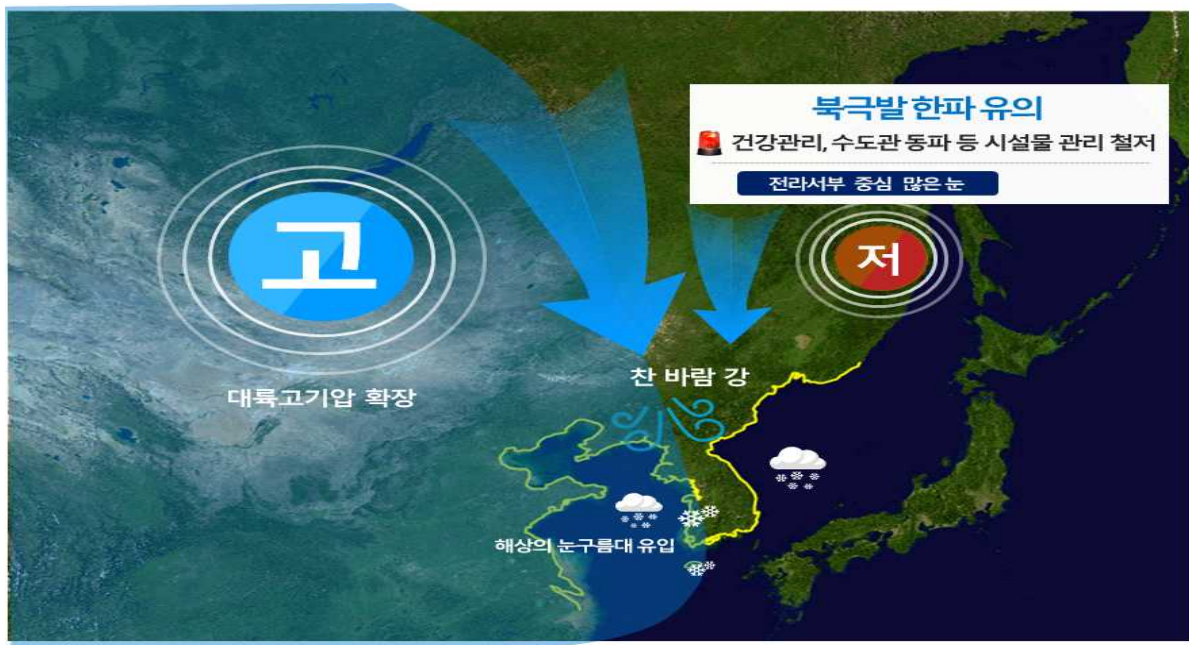 북극발 한파 유의
건강관리, 수도관 동파 등 시설물 관리 철저
전라서부 중심 많은 눈
고
저
찬 바람 강
대륙고기압 확장
해상의 눈구름대 유입